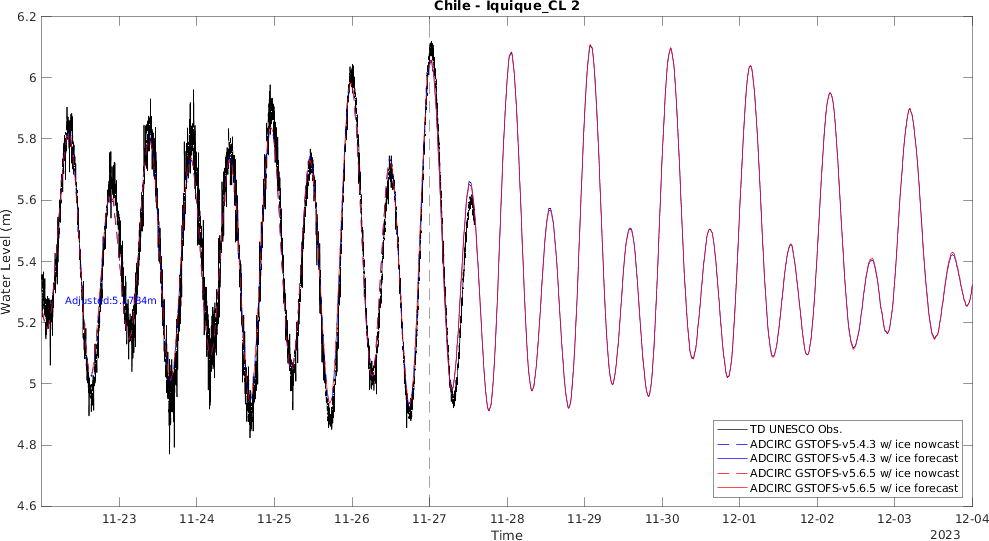 Chile - Iquique_CL 2
6.2
6
5.8
5.6
5.4
5.2
5
4.8
4.6
Water Level (m)
TD UNESCO Obs.
ADCIRC GSTOFS-v5.4.3 w/ ice nowcast
ADCIRC GSTOFS-v5.4.3 w/ ice forecast
ADCIRC GSTOFS-v5.6.5 w/ ice nowcast
ADCIRC GSTOFS-v5.6.5 w/ ice forecast
11-23 11-24 11-25 11-26 11-27 11-28 11-29 11-30 12-01 12-02 12-03 12-04
Time
2023